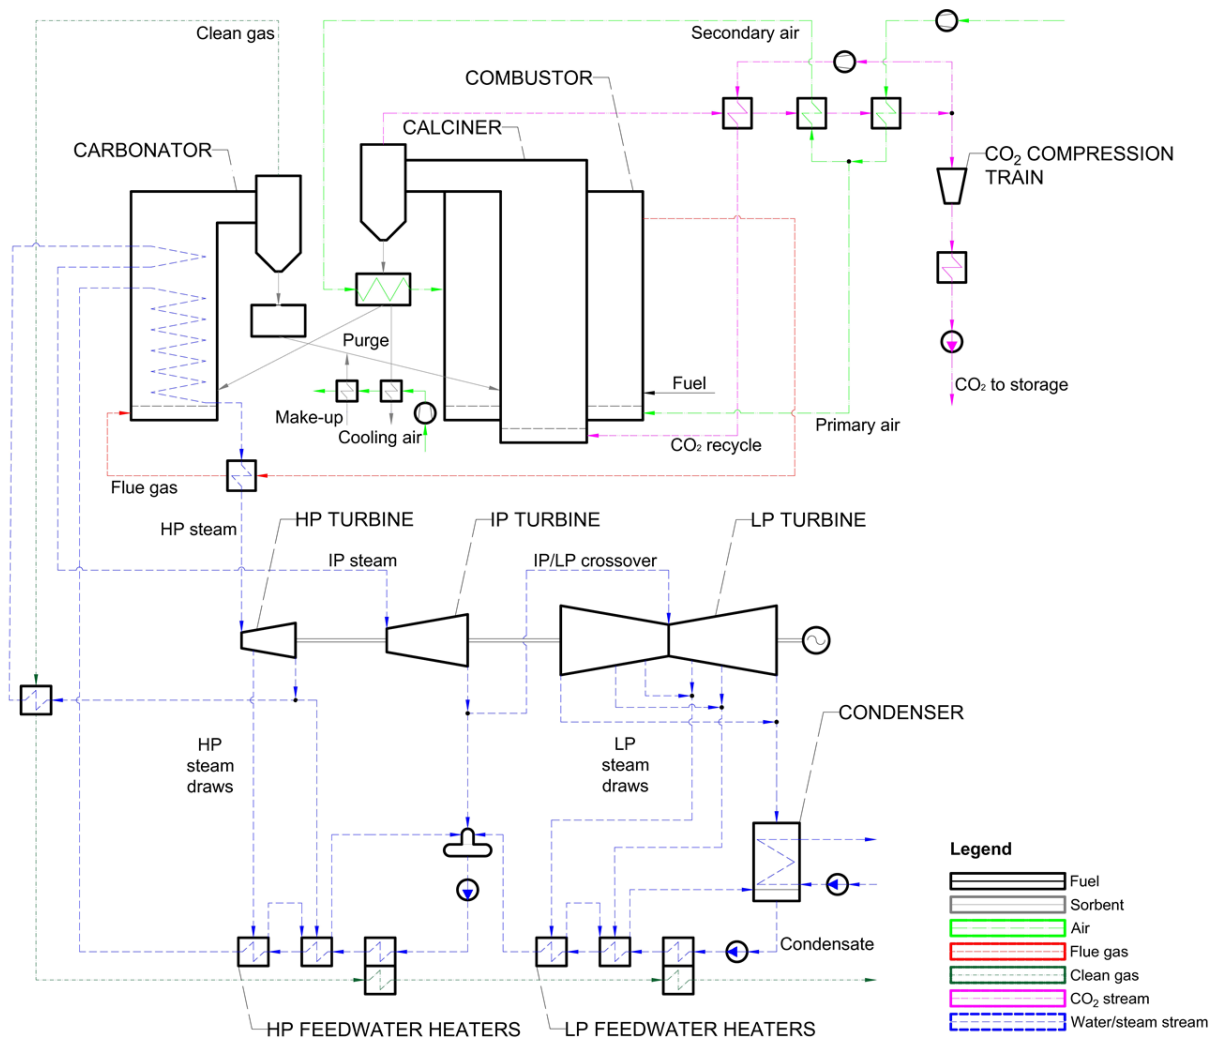 Clean gas
Secondary air
COMBUSTOR
CALCINER
CARBONATOR
CO₂ COMPRESSION
TRAIN
Purge
Fuel
CO₂ to storage
Make-up
Cooling air
Primary air
CO₂ recycle
Flue gas
HP steam
HP TURBINE
IP TURBINE
LP TURBINE
IP steam
IP/LP crossover
CONDENSER
HP
steam
draws
LP
steam
draws
Condensate
HP FEEDWATER HEATERS
LP FEEDWATER HEATERS
Legend
Fuel
Sorbent
Air
Flue gas
Clean gas
CO₂ stream
Water/steam stream